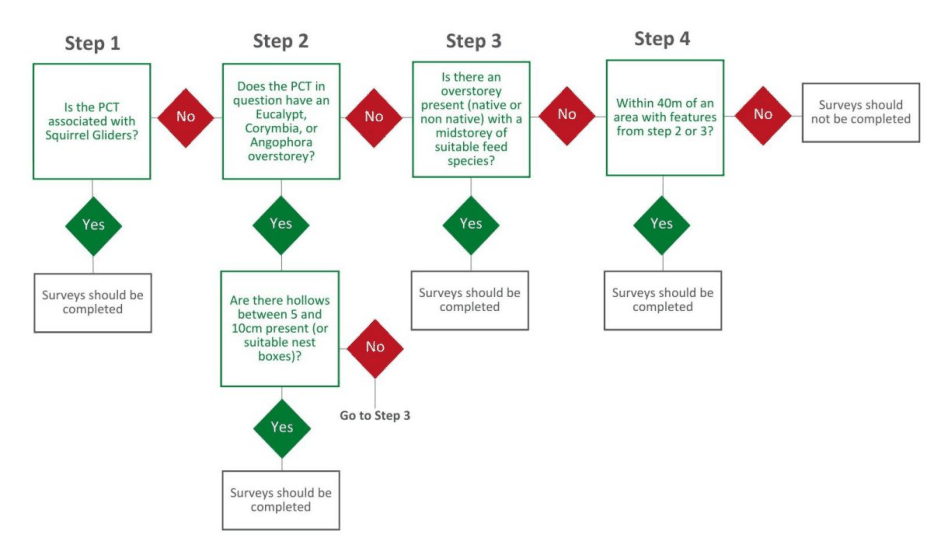 Step 1
Step 2
Step 3
Step 4
Is the PCT
associated with
Squirrel Gliders?
No
Does the PCT in
question have an
Eucalypt,
Corymbia, or
Angophora
overstorey?
No
Is there an
overstorey
present (native or
non native) with a
midstorey of
suitable feed
species?
No
Within 40m of an
area with features
from step 2 or 3?
No
Surveys should
not be completed
Yes
Yes
Yes
Yes
Surveys should be
completed
Are there hollows
between 5 and
10cm present (or
suitable nest
boxes)?
No
Go to Step 3
Surveys should be
completed
Surveys should be
completed
Yes
Surveys should be
completed